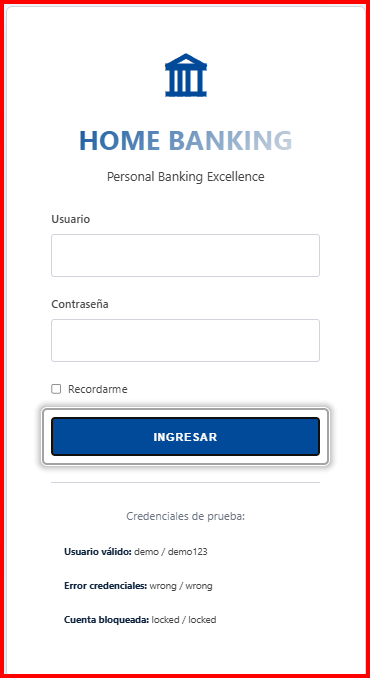 HOME BANKING
Personal Banking Excellence
Usuario
Contraseña
Recordarme
INGRESAR
Credenciales de prueba:
Usuario válido: demo / demo123
Error credenciales: wrong / wrong
Cuenta bloqueada: locked / locked